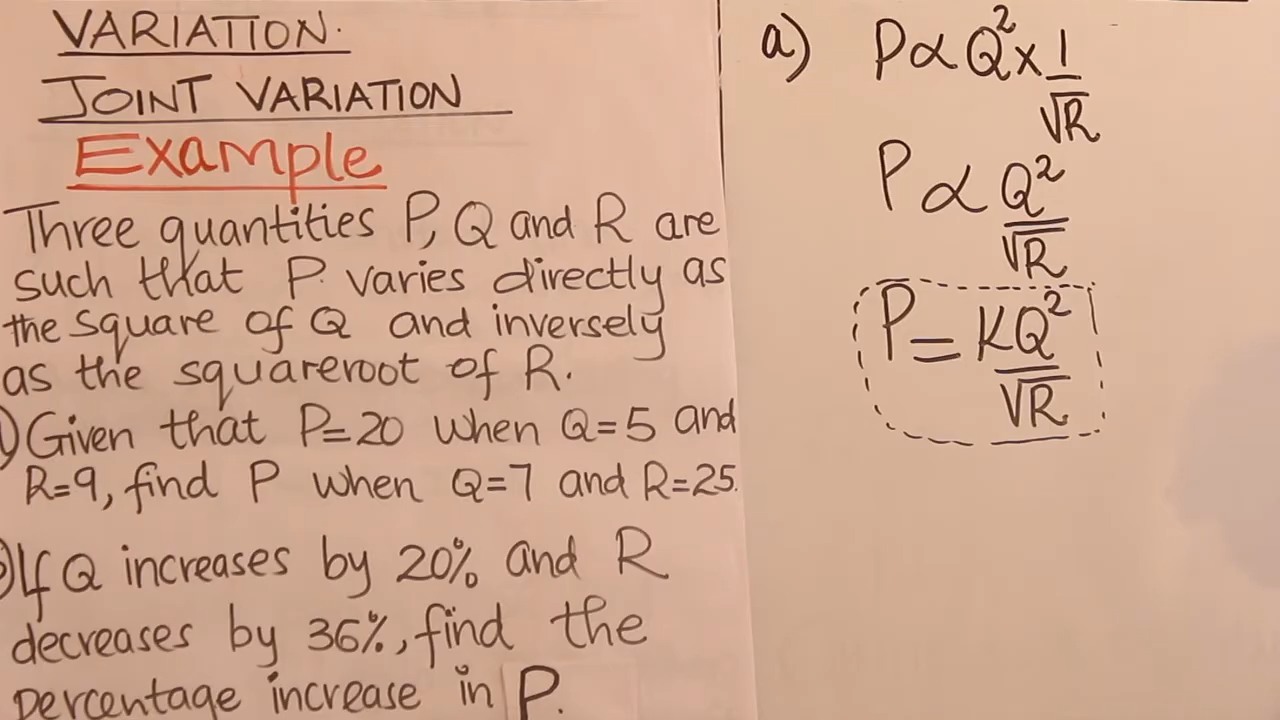 VARIATION.
JOINT VARIATION
Example
Three quantities P, Q and R are
such that P varies directly as
the square of Q and inversely
as the squareroot of R.
) Given that P=20 when Q=5 and
R=9, find P when Q=7 and R=25.
) If Q increases by 20% and R
decreases by 36%, find the
percentage increase in P.
a) P ∝ Q² × 1/√R
P ∝ Q²/√R
P = KQ²/√R